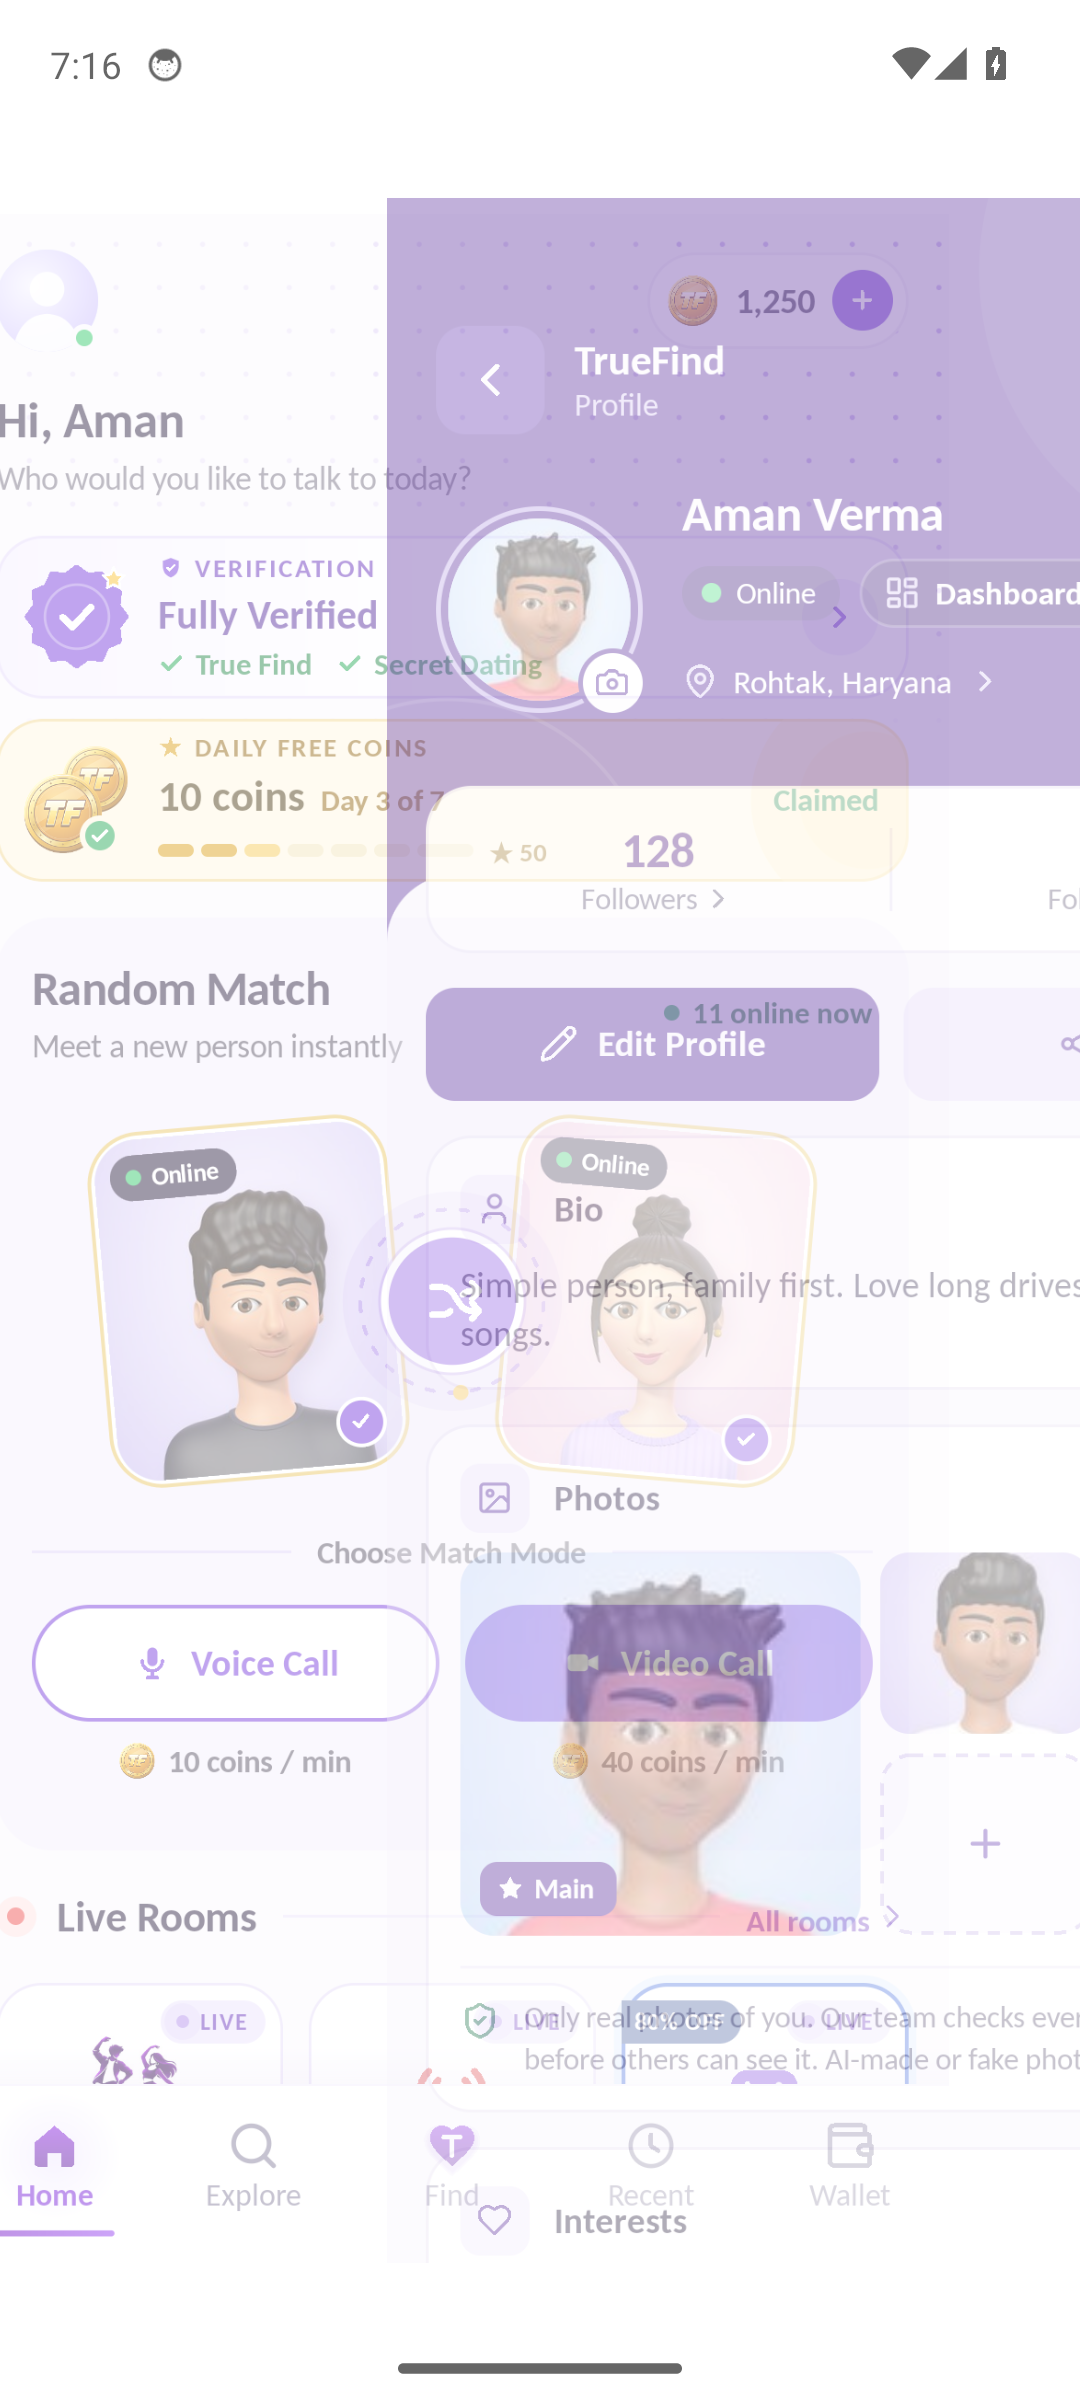 7:16
1,250
TrueFind
Profile
Hi, Aman
Who would you like to talk to today?
Aman Verma
Online
Dashboard
Rohtak, Haryana
VERIFICATION
Fully Verified
True Find
Secret Dating
DAILY FREE COINS
10 coins
Day 3 of 7
Claimed
50
128
Followers
Random Match
Meet a new person instantly
11 online now
Edit Profile
Online
Online
Bio
Simple person, family first. Love long drives
songs.
Photos
Choose Match Mode
Voice Call
Video Call
10 coins / min
40 coins / min
Main
Live Rooms
All rooms
LIVE
LIVE
80% OFF
LIVE
Only real photos of you. Our team checks
before others can see it. AI-made or fake
Home
Explore
Find
Recent
Wallet
Interests